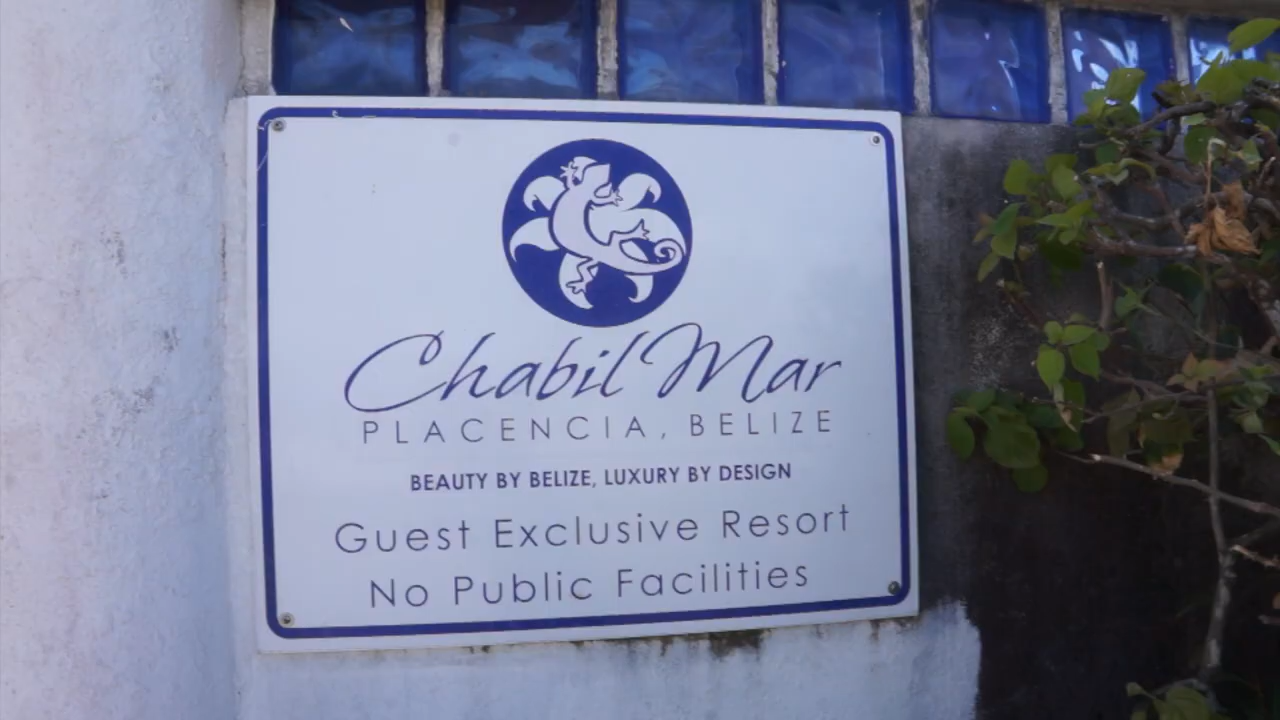 Chabil Mar
PLACENCIA, BELIZE
BEAUTY BY BELIZE, LUXURY BY DESIGN
Guest Exclusive Resort
No Public Facilities